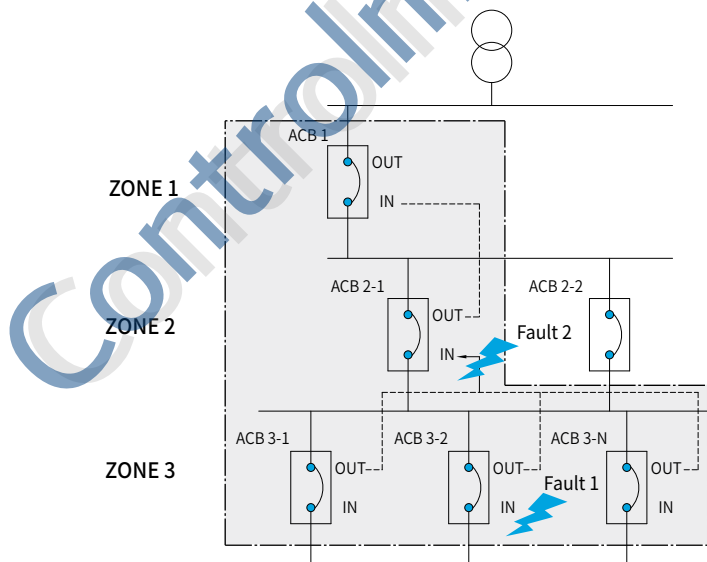 ACB 1
OUT
ZONE 1
IN
ACB 2-1
ACB 2-2
OUT
ZONE 2
Fault 2
IN
ACB 3-1
ACB 3-2
ACB 3-N
ZONE 3
OUT
OUT
OUT
Fault 1
IN
IN
IN